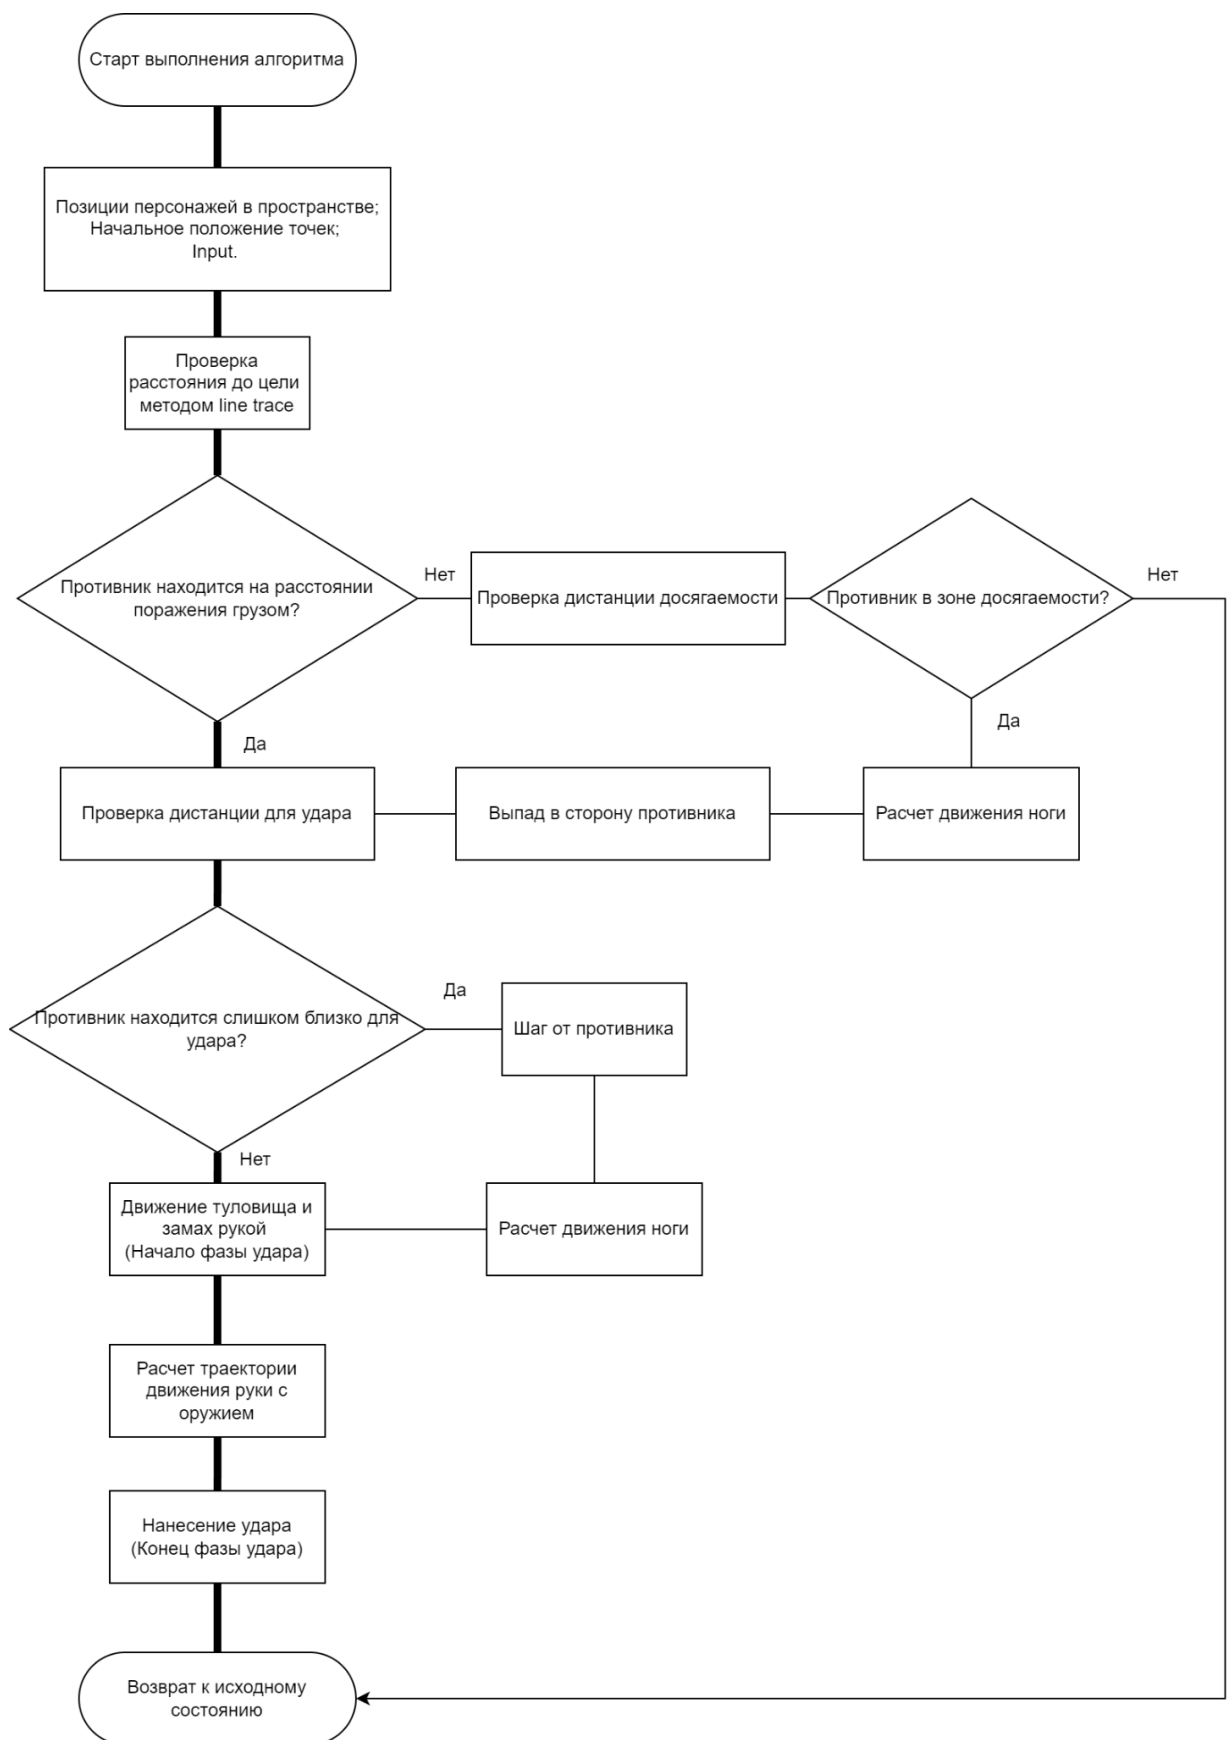 Старт выполнения алгоритма
Позиции персонажей в пространстве;
Начальное положение точек;
Input.
Проверка
расстояния до цели
методом line trace
Противник находится на расстоянии
поражения грузом?
Нет
Проверка дистанции досягаемости
Противник в зоне досягаемости?
Нет
Да
Да
Проверка дистанции для удара
Выпад в сторону противника
Расчет движения ноги
Противник находится слишком близко для
удара?
Да
Шаг от противника
Нет
Движение туловища и
замах рукой
(Начало фазы удара)
Расчет движения ноги
Расчет траектории
движения руки с
оружием
Нанесение удара
(Конец фазы удара)
Возврат к исходному
состоянию